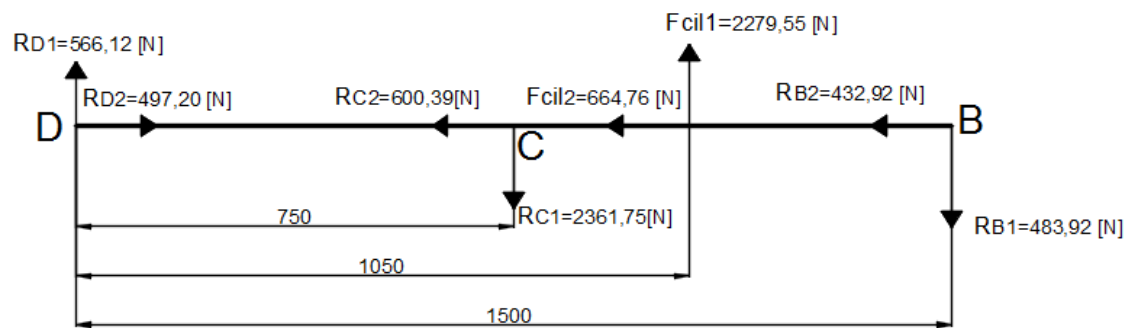 Fcil1=2279,55 [N]
RD1=566,12 [N]
RD2=497,20 [N]
RC2=600,39[N]
Fcil2=664,76 [N]
RB2=432,92 [N]
D
B
C
RC1=2361,75[N]
750
RB1=483,92 [N]
1050
1500